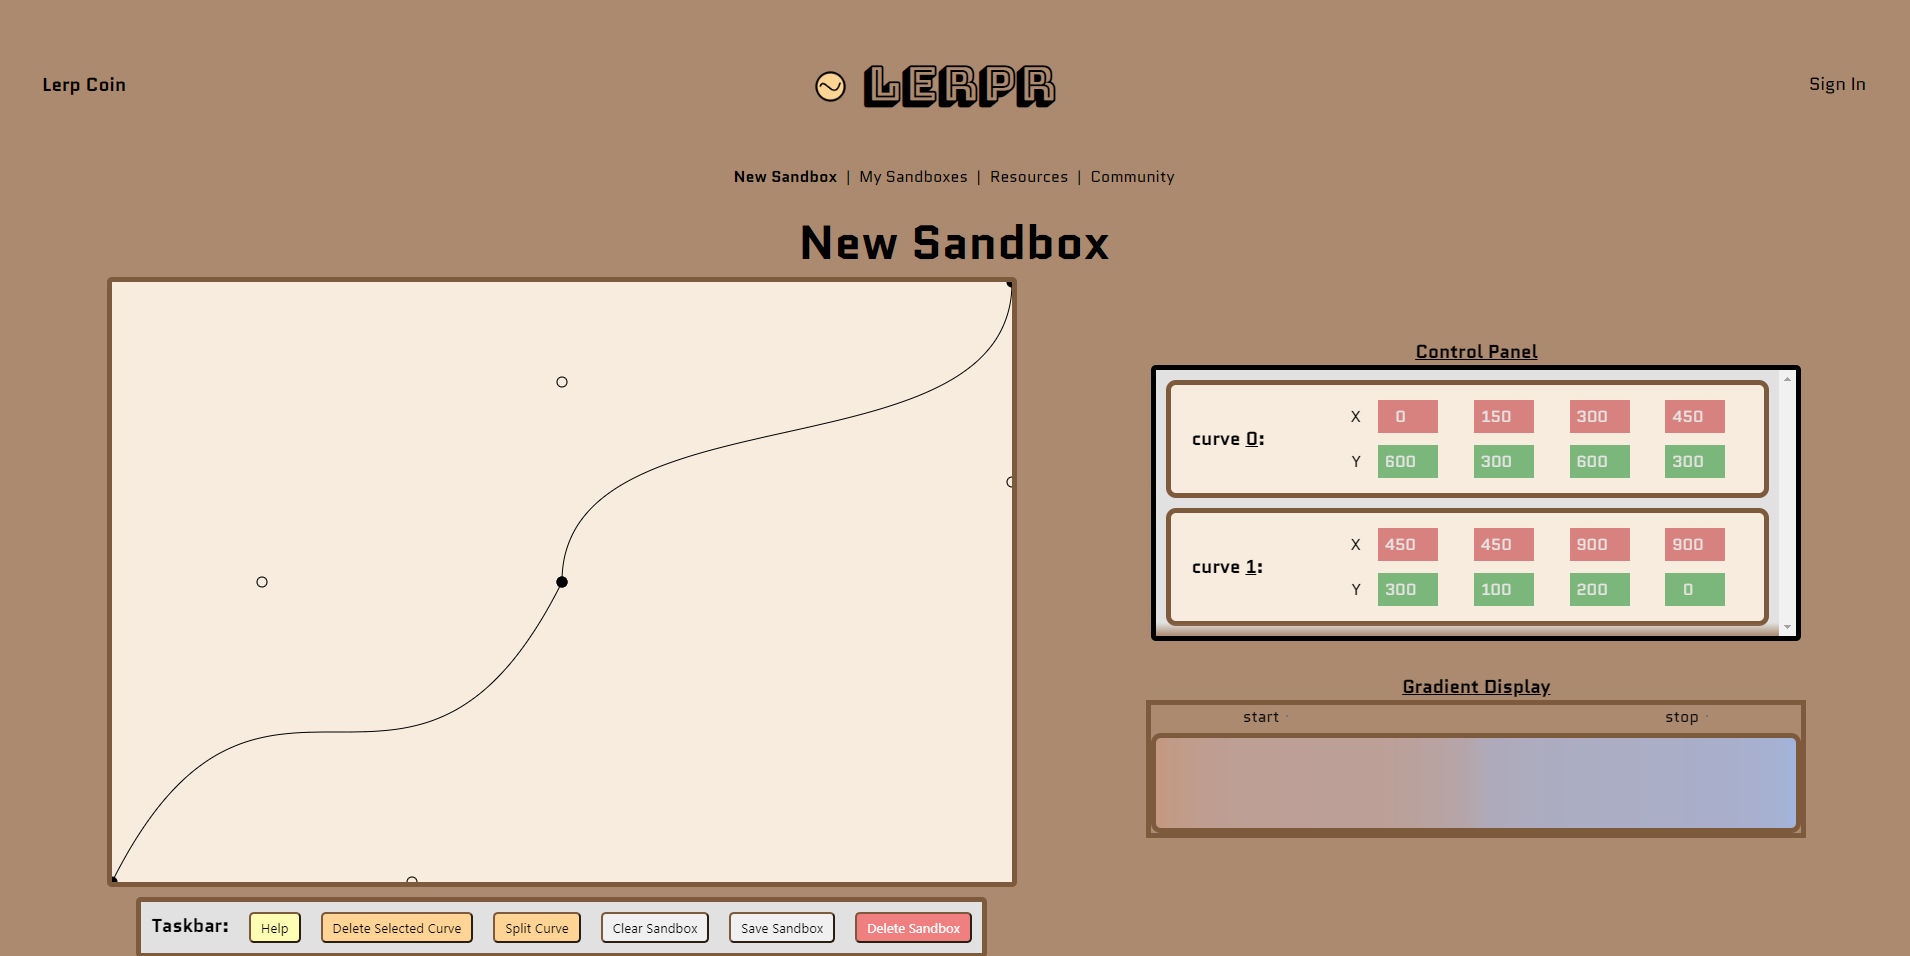 Lerp Coin
LERPR
Sign In
New Sandbox | My Sandboxes | Resources | Community
New Sandbox
Control Panel
curve 0:
X 0 150 300 450
Y 600 300 600 300
curve 1:
X 450 450 900 900
Y 300 100 200 0
Gradient Display
start stop
Taskbar: Help Delete Selected Curve Split Curve Clear Sandbox Save Sandbox Delete Sandbox